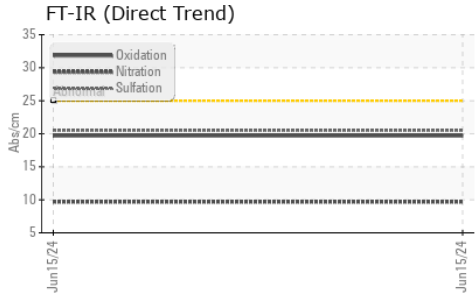 FT-IR (Direct Trend)
35
30
25
20
15
10
5
Abs/cm
Oxidation
Nitration
Sulfation
Abnormal
Jun15/24
Jun15/24